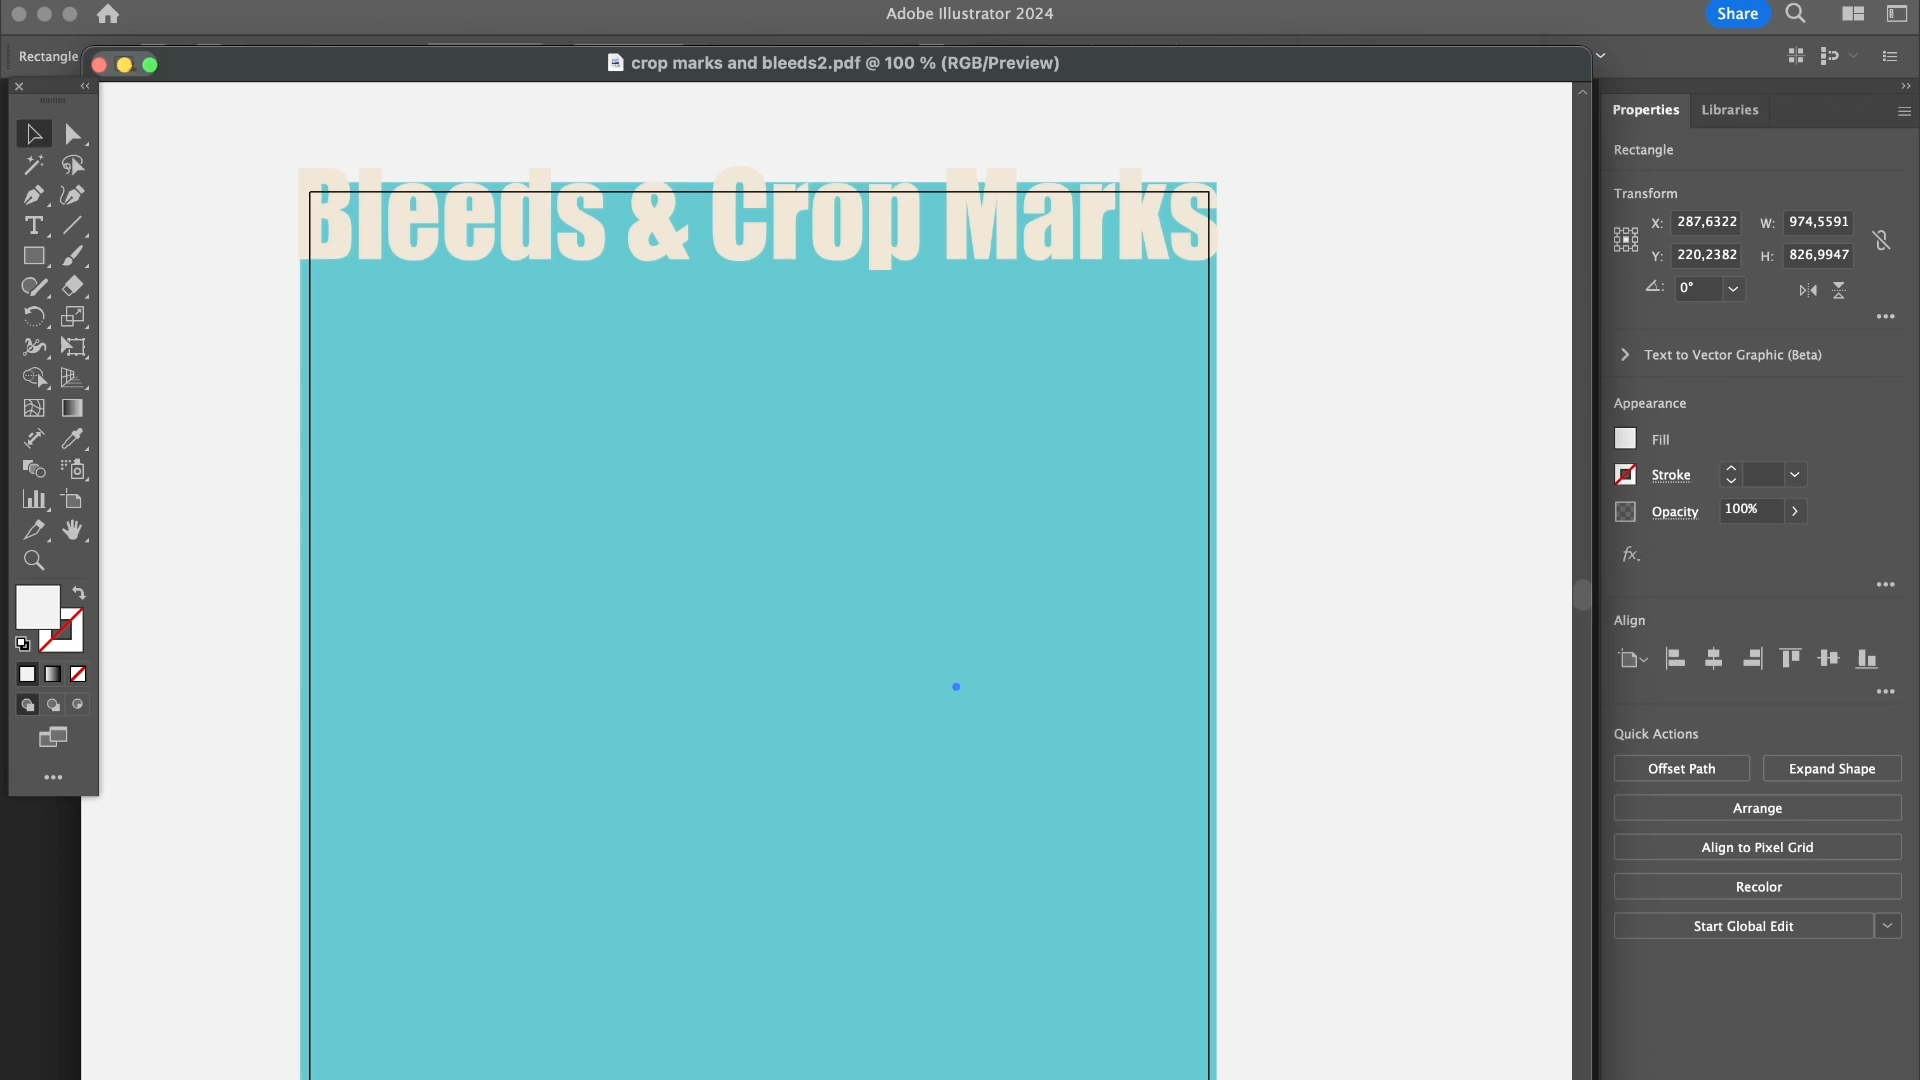 Adobe Illustrator 2024
Share
Rectangle
crop marks and bleeds2.pdf @ 100 % (RGB/Preview)
Properties
Libraries
Rectangle
Transform
X: 287,6322 W: 974,5591
Y: 220,2382 H: 826,9947
0°
Text to Vector Graphic (Beta)
Appearance
Fill
Stroke
Opacity 100%
fx.
Align
Quick Actions
Offset Path
Expand Shape
Arrange
Align to Pixel Grid
Recolor
Start Global Edit
Bleeds & Crop Marks